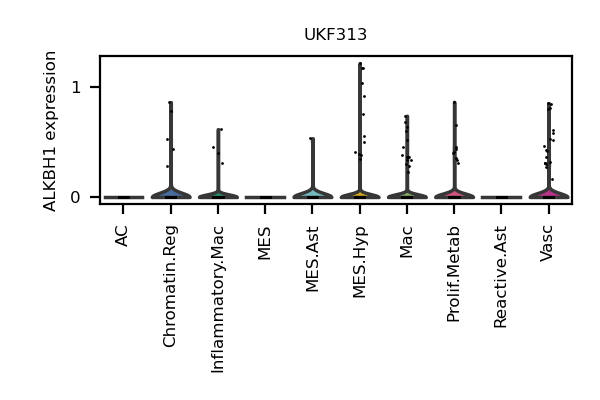 UKF313
ALKBH1 expression
1
0
AC
Chromatin.Reg
Inflammatory.Mac
MES
MES.Ast
MES.Hyp
Mac
Prolif.Metab
Reactive.Ast
Vasc